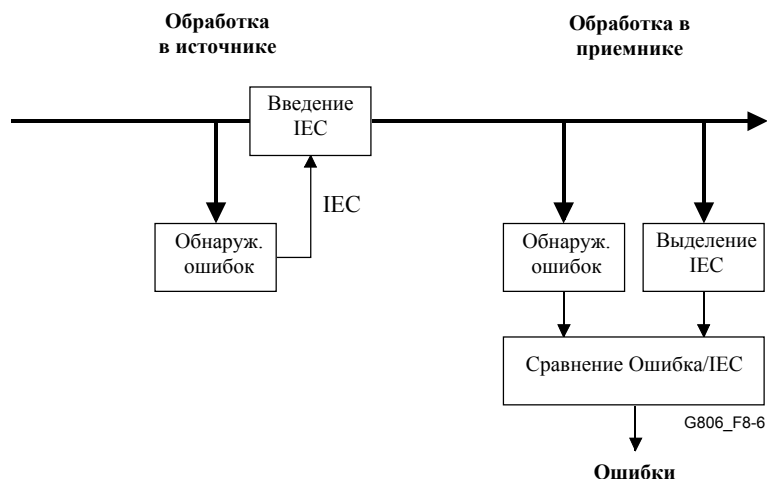 Обработка
в источнике
Обработка в
приемнике
Введение
IEC
IEC
Обнаруж.
ошибок
Обнаруж.
ошибок
Выделение
IEC
Сравнение Ошибка/IEC
G806_F8-6
Ошибки